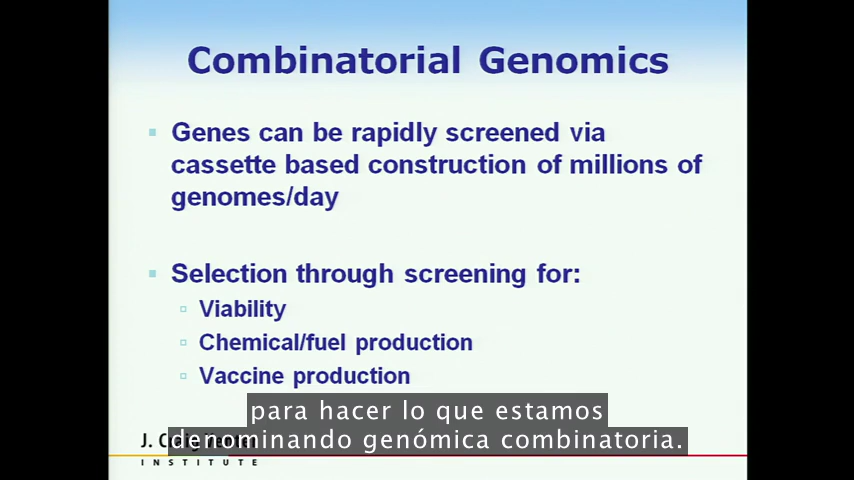 Combinatorial Genomics
Genes can be rapidly screened via
cassette based construction of millions of
genomes/day
Selection through screening for:
Viability
Chemical/fuel production
Vaccine production
para hacer lo que estamos
denominando genómica combinatoria.
J. C
INSTITUTE